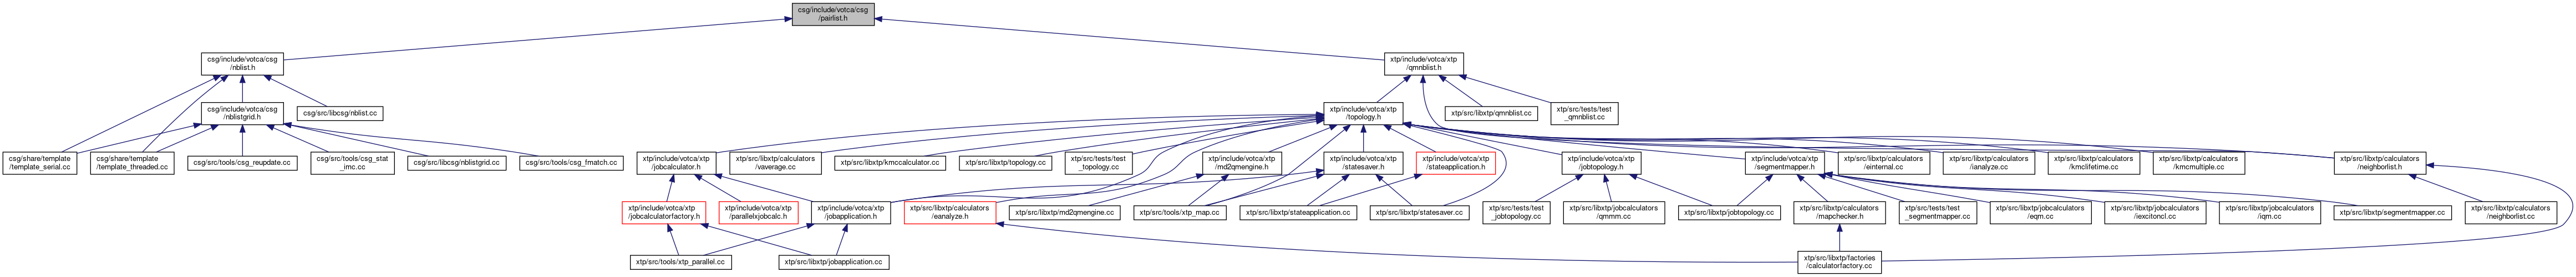 csg/include/votca/csg
/pairlist.h
csg/include/votca/csg
/nblist.h
xtp/include/votca/xtp
/qmnblist.h
csg/include/votca/csg
/nblistgrid.h
csg/src/libcsg/nblist.cc
xtp/include/votca/xtp
/topology.h
xtp/src/libxtp/qmnblist.cc
xtp/src/tests/test
_qmnblist.cc
csg/share/template
/template_serial.cc
csg/share/template
/template_threaded.cc
csg/src/tools/csg_reupdate.cc
csg/src/tools/csg_stat
_imc.cc
csg/src/libcsg/nblistgrid.cc
csg/src/tools/csg_fmatch.cc
xtp/include/votca/xtp
/jobcalculator.h
xtp/src/libxtp/calculators
/vaverage.cc
xtp/src/libxtp/kmccalculator.cc
xtp/src/libxtp/topology.cc
xtp/src/tests/test
_topology.cc
xtp/include/votca/xtp
/md2qmengine.h
xtp/include/votca/xtp
/statesaver.h
xtp/include/votca/xtp
/stateapplication.h
xtp/include/votca/xtp
/jobtopology.h
xtp/include/votca/xtp
/segmentmapper.h
xtp/src/libxtp/calculators
/einternal.cc
xtp/src/libxtp/calculators
/ianalyze.cc
xtp/src/libxtp/calculators
/kmclifetime.cc
xtp/src/libxtp/calculators
/kmcmultiple.cc
xtp/src/libxtp/calculators
/neighborlist.h
xtp/include/votca/xtp
/jobcalculatorfactory.h
xtp/include/votca/xtp
/parallelxjobcalc.h
xtp/include/votca/xtp
/jobapplication.h
xtp/src/libxtp/calculators
/eanalyze.h
xtp/src/libxtp/md2qmengine.cc
xtp/src/tools/xtp_map.cc
xtp/src/libxtp/stateapplication.cc
xtp/src/libxtp/statesaver.cc
xtp/src/tests/test
_jobtopology.cc
xtp/src/libxtp/jobcalculators
/qmmm.cc
xtp/src/libxtp/jobtopology.cc
xtp/src/libxtp/calculators
/mapchecker.h
xtp/src/tests/test
_segmentmapper.cc
xtp/src/libxtp/jobcalculators
/eqm.cc
xtp/src/libxtp/jobcalculators
/iexcitoncl.cc
xtp/src/libxtp/jobcalculators
/iqm.cc
xtp/src/libxtp/segmentmapper.cc
xtp/src/libxtp/calculators
/neighborlist.cc
xtp/src/tools/xtp_parallel.cc
xtp/src/libxtp/jobapplication.cc
xtp/src/libxtp/factories
/calculatorfactory.cc